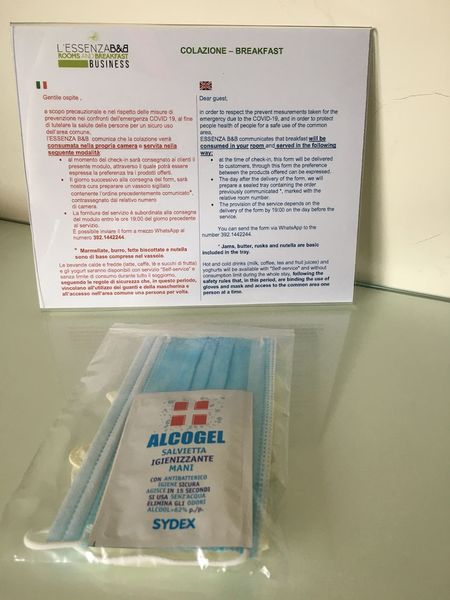 L'ESSENZA B&B
ROOMS AND BREAKFAST
BUSINESS
COLAZIONE – BREAKFAST
Gentile ospite ,
a scopo precauzionale e nel rispetto delle misure di
prevenzione nei confronti dell'emergenza COVID 19, al fine
di tutelare la salute delle persone per un sicuro uso
dell'area comune,
l'ESSENZA B&B comunica che la colazione verrà
consumata nella propria camera e servita nella
seguente modalità:
• al momento del check-in sarà consegnato ai clienti il
presente modulo, attraverso il quale potrà essere
espressa la preferenza tra i prodotti offerti.
• Il giorno successivo alla consegna del form, sarà
nostra cura preparare un vassoio sigillato
contenente l'ordine precedentemente comunicato*,
contrassegnato dal relativo numero
di camera.
• La fornitura del servizio è subordinata alla consegna
del modulo entro le ore 19:00 del giorno precedente
al servizio.
È possibile inviare il form a mezzo WhatsApp al
numero 392.1442244.
* Marmellate, burro, fette biscottate e nutella
sono di base comprese nel vassoio.
Le bevande calde e fredde (latte, caffè, tè e succhi di frutta)
e gli yogurt saranno disponibili con servizio "Self-service" e
senza limite di consumo durante tutto il soggiorno,
seguendo le regole di sicurezza che, in questo periodo,
vincolano all'utilizzo dei guanti e della mascherina e
all'accesso nell'area comune una persona per volta.
Dear guest,
in order to respect the prevent mesurements taken for the
emergency due to the COVID-19, and in order to protect
people health of people for a safe use of the common
area,
ESSENZA B&B communicates that breakfast will be
consumed in your room and served in the following
way:
• at the time of check-in, this form will be delivered to
customers, through this form the preference
between the products offered can be expressed.
• The day after the delivery of the form, we will
prepare a sealed tray containing the order
previously communicated *, marked with the
relative room number.
• The provision of the service depends on the
delivery of the form by 19:00 on the day before the
service.
You can send the form via WhatsApp to the
number 392.1442244.
* Jams, butter, rusks and nutella are basic
included in the tray.
Hot and cold drinks (milk, coffee, tea and fruit juices) and
yoghurts will be available with "Self-service" and without
consumption limit during the whole stay, following the
safety rules that, in this period, are binding the use of
gloves and mask and access to the common area one
person at a time.
ALCOGEL
SALVIETTA
IGIENIZZANTE
MANI
CON ANTIBATTERICO
IGIENE SICURA
AGISCE IN 15 SECONDI
SI USA SENZ'ACQUA
ELIMINA GLI ODORI
ALCOOL>62% p./p.
SYDEX